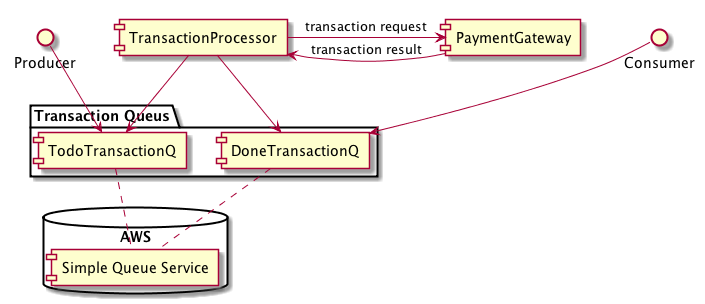 transaction request
TransactionProcessor
PaymentGateway
transaction result
Producer
Consumer
Transaction Queus
TodoTransactionQ
DoneTransactionQ
AWS
Simple Queue Service